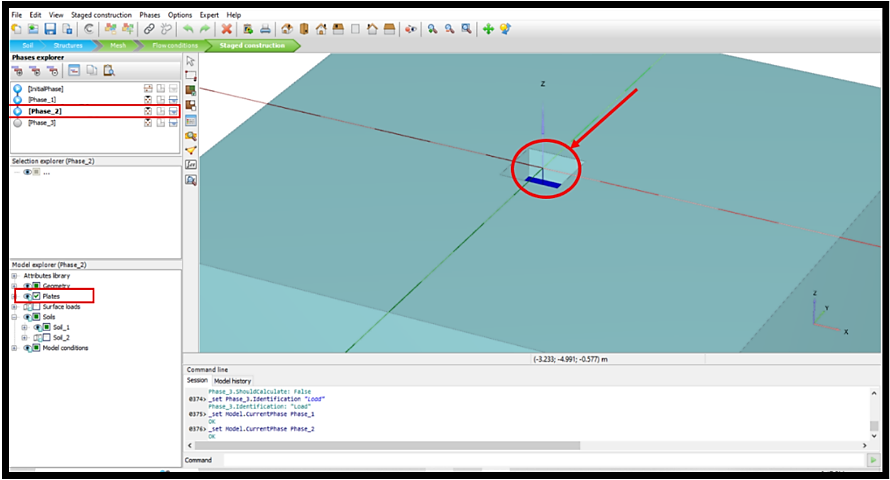 File Edit View Staged construction Phases Options Expert Help
Soil Structures Mesh Flow conditions Staged construction
Phases explorer
[InitialPhase]
[Phase_1]
[Phase_2]
[Phase_3]
Selection explorer (Phase_2)
...
Model explorer (Phase_2)
Attributes library
Geometry
Plates
Surface loads
Soils
Soil_1
Soil_2
Model conditions
Z
Z
Y
X
(-3.233; -4.991; -0.577) m
Command line
Session Model history
Phase_3.ShouldCalculate: False
0374> _set Phase_3.Identification "Load"
Phase_3.Identification: "Load"
0375> _set Model.CurrentPhase Phase_1
OK
0376> _set Model.CurrentPhase Phase_2
OK
Command